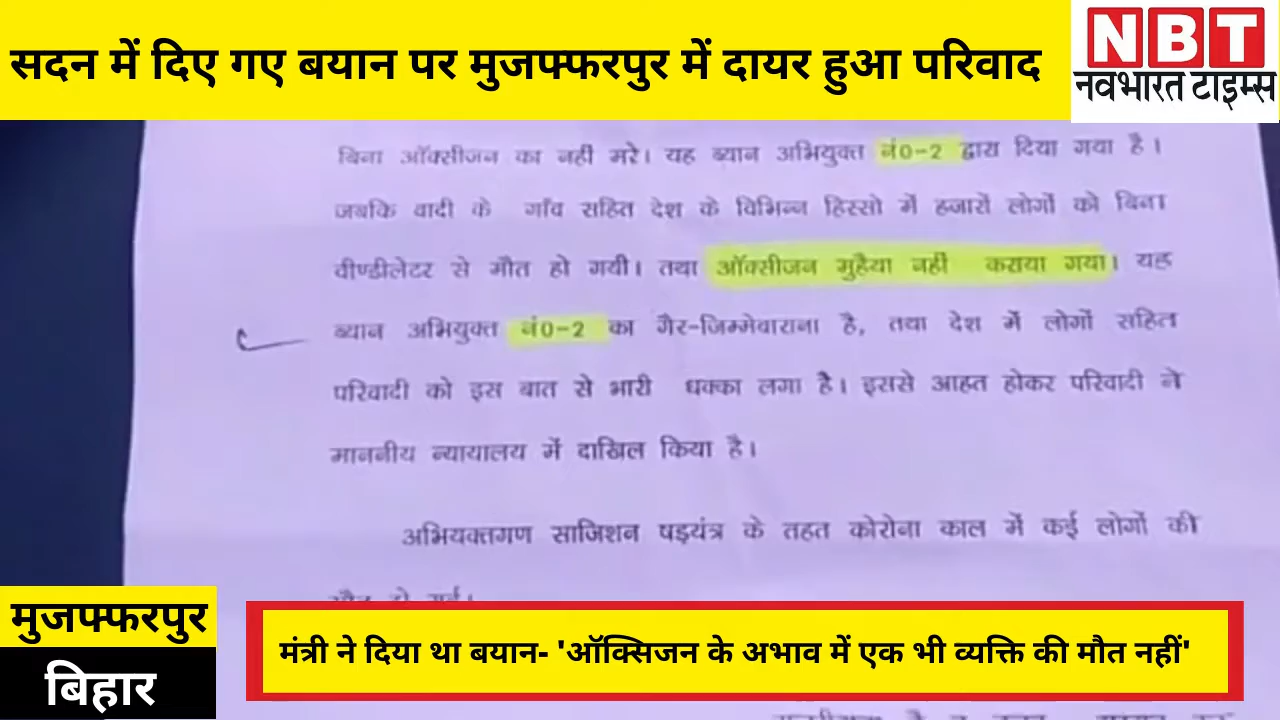 सदन में दिए गए बयान पर मुजफ्फरपुर में दायर हुआ परिवाद
NBT
नवभारत टाइम्स
बिना ऑक्सीजन का नहीं मरे। यह ब्यान अभियुक्त नं0-2 द्वारा दिया गया है।
जबकि वादी के गाँव सहित देश के विभिन्न हिस्सो में हजारों लोगों को बिना
वीण्डीलेटर से मौत हो गयी। तथा ऑक्सीजन मुहैया नहीं कराया गया। यह
ब्यान अभियुक्त नं0-2 का गैर-जिम्मेवाराना है, तथा देश में लोगों सहित
परिवादी को इस बात से भारी धक्का लगा है। इससे आहत होकर परिवादी ने
माननीय न्यायालय में दाखिल किया है।
अभियक्तगण साजिशन षड्यंत्र के तहत कोरोना काल में कई लोगों की
मुजफ्फरपुर
बिहार
मंत्री ने दिया था बयान- 'ऑक्सिजन के अभाव में एक भी व्यक्ति की मौत नहीं'